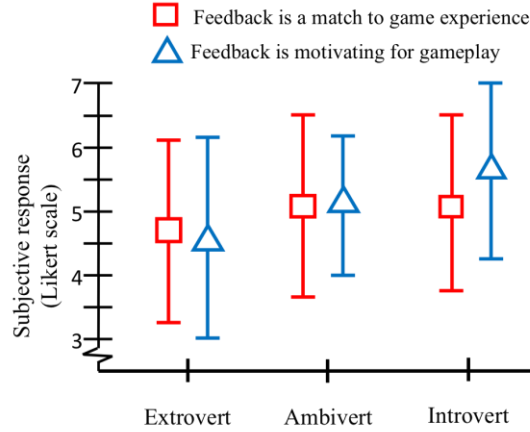 Feedback is a match to game experience
Feedback is motivating for gameplay
Subjective response
(Likert scale)
7
6
5
4
3
Extrovert Ambivert Introvert